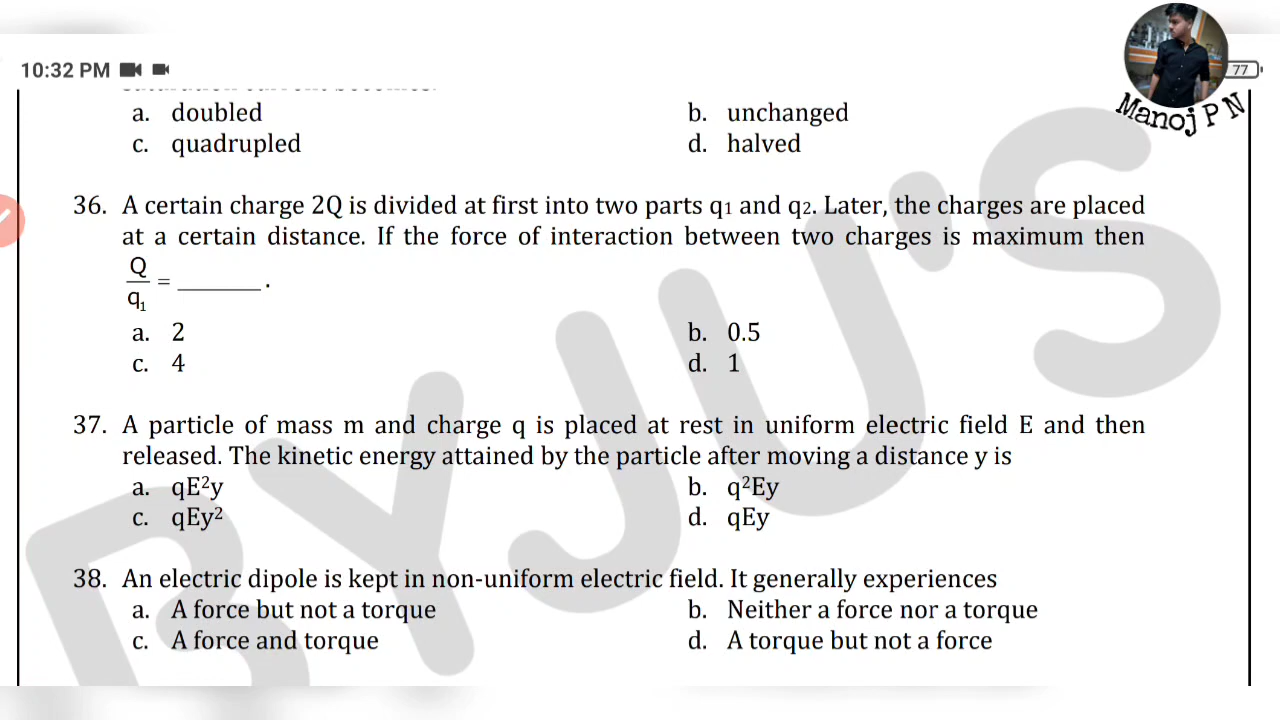 10:32 PM
77
Manoj P N
a. doubled b. unchanged
c. quadrupled d. halved
36. A certain charge 2Q is divided at first into two parts q1 and q2. Later, the charges are placed
at a certain distance. If the force of interaction between two charges is maximum then
Q/q₁ = ______ .
a. 2 b. 0.5
c. 4 d. 1
37. A particle of mass m and charge q is placed at rest in uniform electric field E and then
released. The kinetic energy attained by the particle after moving a distance y is
a. qE²y b. q²Ey
c. qEy² d. qEy
38. An electric dipole is kept in non-uniform electric field. It generally experiences
a. A force but not a torque b. Neither a force nor a torque
c. A force and torque d. A torque but not a force
BYJU'S